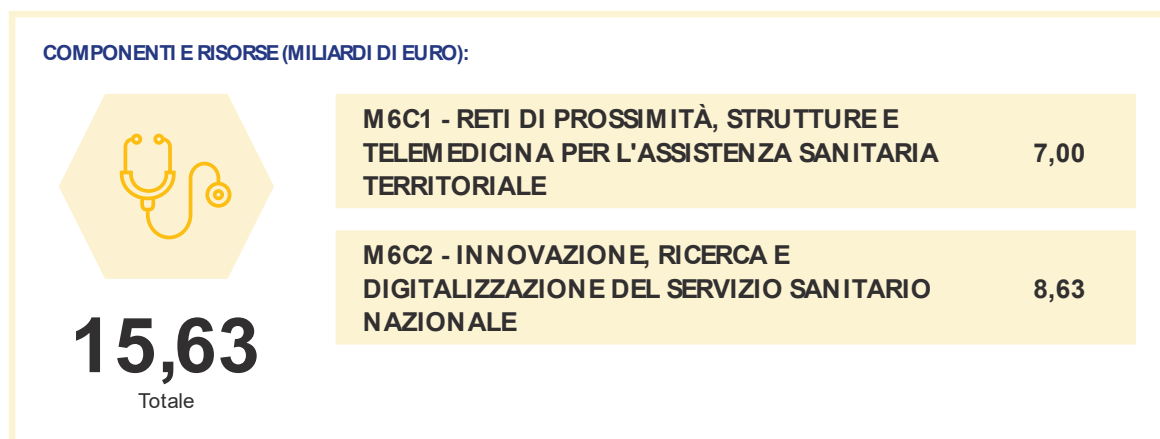 COMPONENTI E RISORSE (MILIARDI DI EURO):
M6C1 - RETI DI PROSSIMITÀ, STRUTTURE E
TELEMEDICINA PER L'ASSISTENZA SANITARIA
TERRITORIALE
7,00
M6C2 - INNOVAZIONE, RICERCA E
DIGITALIZZAZIONE DEL SERVIZIO SANITARIO
NAZIONALE
8,63
15,63
Totale